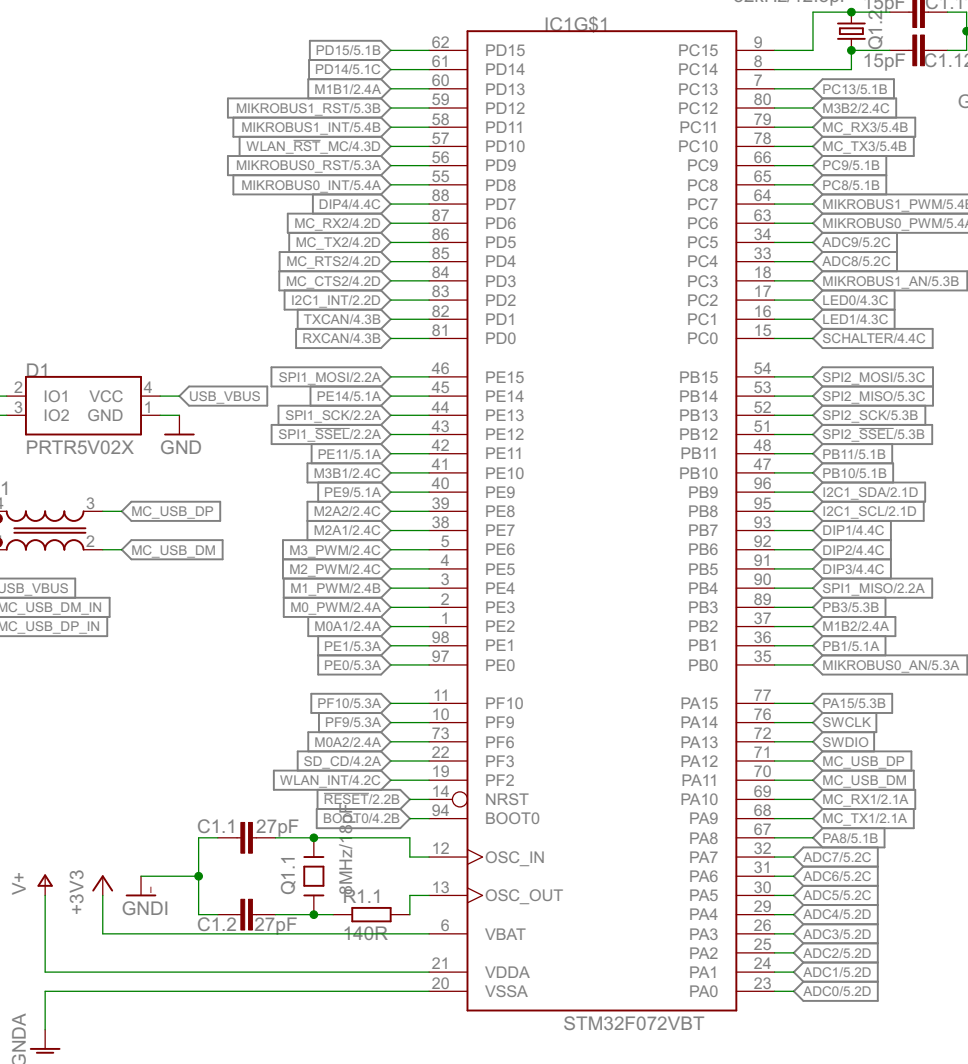 15pF
C1.1
IC1G$1
Q1.2
15pF
C1.12
PD15/5.1B 62 PD15 PC15 9
PD14/5.1C 61 PD14 PC14 8
M1B1/2.4A 60 PD13 PC13 7 PC13/5.1B
MIKROBUS1_RST/5.3B 59 PD12 PC12 80 M3B2/2.4C
MIKROBUS1_INT/5.4B 58 PD11 PC11 79 MC_RX3/5.4B
WLAN_RST_MC/4.3D 57 PD10 PC10 78 MC_TX3/5.4B
MIKROBUS0_RST/5.3A 56 PD9 PC9 66 PC9/5.1B
MIKROBUS0_INT/5.4A 55 PD8 PC8 65 PC8/5.1B
DIP4/4.4C 88 PD7 PC7 64 MIKROBUS1_PWM/5.4B
MC_RX2/4.2D 87 PD6 PC6 63 MIKROBUS0_PWM/5.4A
MC_TX2/4.2D 86 PD5 PC5 34 ADC9/5.2C
MC_RTS2/4.2D 85 PD4 PC4 33 ADC8/5.2C
MC_CTS2/4.2D 84 PD3 PC3 18 MIKROBUS1_AN/5.3B
I2C1_INT/2.2D 83 PD2 PC2 17 LED0/4.3C
TXCAN/4.3B 82 PD1 PC1 16 LED1/4.3C
RXCAN/4.3B 81 PD0 PC0 15 SCHALTER/4.4C
D1
SPI1_MOSI/2.2A 46 PE15 PB15 54 SPI2_MOSI/5.3C
2 IO1 VCC 4 USB_VBUS PE14/5.1A 45 PE14 PB14 53 SPI2_MISO/5.3C
3 IO2 GND 1 SPI1_SCK/2.2A 44 PE13 PB13 52 SPI2_SCK/5.3B
SPI1_SSEL/2.2A 43 PE12 PB12 51 SPI2_SSEL/5.3B
PRTR5V02X GND PE11/5.1A 42 PE11 PB11 48 PB11/5.1B
M3B1/2.4C 41 PE10 PB10 47 PB10/5.1B
PE9/5.1A 40 PE9 PB9 96 I2C1_SDA/2.1D
3 MC_USB_DP M2A2/2.4C 39 PE8 PB8 95 I2C1_SCL/2.1D
M2A1/2.4C 38 PE7 PB7 93 DIP1/4.4C
2 MC_USB_DM M3_PWM/2.4C 5 PE6 PB6 92 DIP2/4.4C
M2_PWM/2.4C 4 PE5 PB5 91 DIP3/4.4C
USB_VBUS M1_PWM/2.4B 3 PE4 PB4 90 SPI1_MISO/2.2A
MC_USB_DM_IN M0_PWM/2.4A 2 PE3 PB3 89 PB3/5.3B
MC_USB_DP_IN M0A1/2.4A 1 PE2 PB2 37 M1B2/2.4A
PE1/5.3A 98 PE1 PB1 36 PB1/5.1A
PE0/5.3A 97 PE0 PB0 35 MIKROBUS0_AN/5.3A
PF10/5.3A 11 PF10 PA15 77 PA15/5.3B
PF9/5.3A 10 PF9 PA14 76 SWCLK
M0A2/2.4A 73 PF6 PA13 72 SWDIO
SD_CD/4.2A 22 PF3 PA12 71 MC_USB_DP
WLAN_INT/4.2C 19 PF2 PA11 70 MC_USB_DM
RESET/2.2B 14 NRST PA10 69 MC_RX1/2.1A
BOOT0/4.2B 94 BOOT0 PA9 68 MC_TX1/2.1A
C1.1 27pF PA8 67 PA8/5.1B
12 OSC_IN PA7 32 ADC7/5.2C
Q1.1 8MHz/18pF PA6 31 ADC6/5.2C
V+ +3V3 GNDI R1.1 13 OSC_OUT PA5 30 ADC5/5.2C
PA4 29 ADC4/5.2D
C1.2 27pF 140R 6 VBAT PA3 26 ADC3/5.2D
PA2 25 ADC2/5.2D
21 VDDA PA1 24 ADC1/5.2D
20 VSSA PA0 23 ADC0/5.2D
GNDA
STM32F072VBT